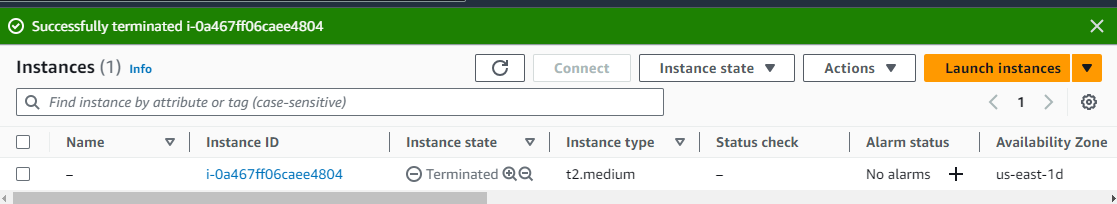 Successfully terminated i-0a467ff06caee4804
Instances (1) Info Connect Instance state Actions Launch instances
Find instance by attribute or tag (case-sensitive) 1
Name Instance ID Instance state Instance type Status check Alarm status Availability Zone
– i-0a467ff06caee4804 Terminated t2.medium – No alarms us-east-1d